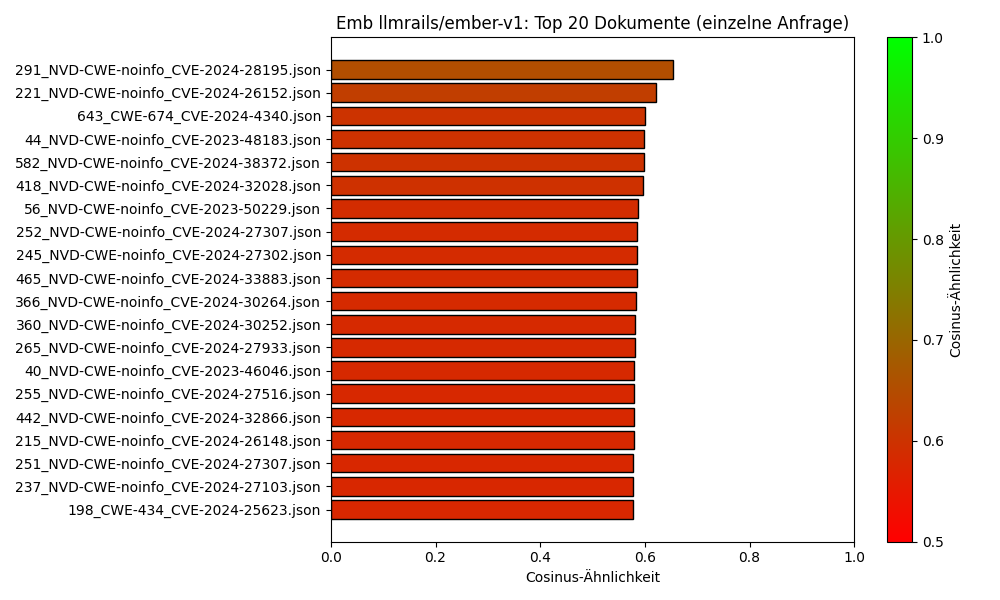 Emb llmrails/ember-v1: Top 20 Dokumente (einzelne Anfrage)
291_NVD-CWE-noinfo_CVE-2024-28195.json
221_NVD-CWE-noinfo_CVE-2024-26152.json
643_CWE-674_CVE-2024-4340.json
44_NVD-CWE-noinfo_CVE-2023-48183.json
582_NVD-CWE-noinfo_CVE-2024-38372.json
418_NVD-CWE-noinfo_CVE-2024-32028.json
56_NVD-CWE-noinfo_CVE-2023-50229.json
252_NVD-CWE-noinfo_CVE-2024-27307.json
245_NVD-CWE-noinfo_CVE-2024-27302.json
465_NVD-CWE-noinfo_CVE-2024-33883.json
366_NVD-CWE-noinfo_CVE-2024-30264.json
360_NVD-CWE-noinfo_CVE-2024-30252.json
265_NVD-CWE-noinfo_CVE-2024-27933.json
40_NVD-CWE-noinfo_CVE-2023-46046.json
255_NVD-CWE-noinfo_CVE-2024-27516.json
442_NVD-CWE-noinfo_CVE-2024-32866.json
215_NVD-CWE-noinfo_CVE-2024-26148.json
251_NVD-CWE-noinfo_CVE-2024-27307.json
237_NVD-CWE-noinfo_CVE-2024-27103.json
198_CWE-434_CVE-2024-25623.json
0.0 0.2 0.4 0.6 0.8 1.0
Cosinus-Ähnlichkeit
1.0
0.9
0.8
0.7
0.6
0.5
Cosinus-Ähnlichkeit